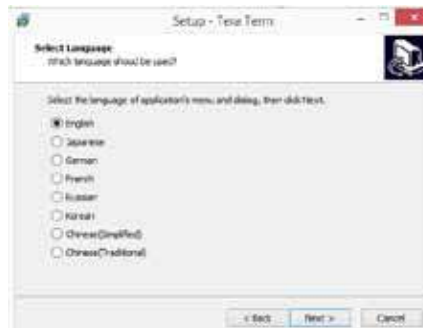 Setup - Tera Term
Select Language
Which language should be used?
Select the language of application's menu and dialog, then click Next.
English
Japanese
German
French
Russian
Korean
Chinese(Simplified)
Chinese(Traditional)
< Back
Next >
Cancel